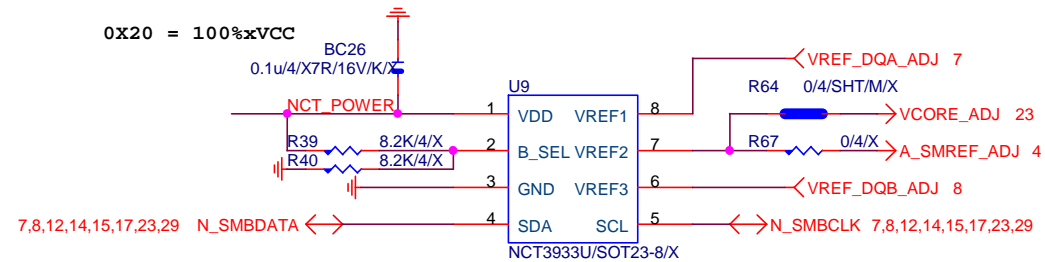 0X20 = 100%xVCC
BC26
0.1u/4/X7R/16V/K/X
VREF_DQA_ADJ 7
U9
R64 0/4/SHT/M/X
NCT_POWER
1 VDD VREF1 8
VCORE_ADJ 23
R39 8.2K/4/X
2 B_SEL VREF2 7
R67 0/4/X
A_SMREF_ADJ 4
R40 8.2K/4/X
3 GND VREF3 6
VREF_DQB_ADJ 8
7,8,12,14,15,17,23,29 N_SMBDATA
4 SDA SCL 5
N_SMBCLK 7,8,12,14,15,17,23,29
NCT3933U/SOT23-8/X